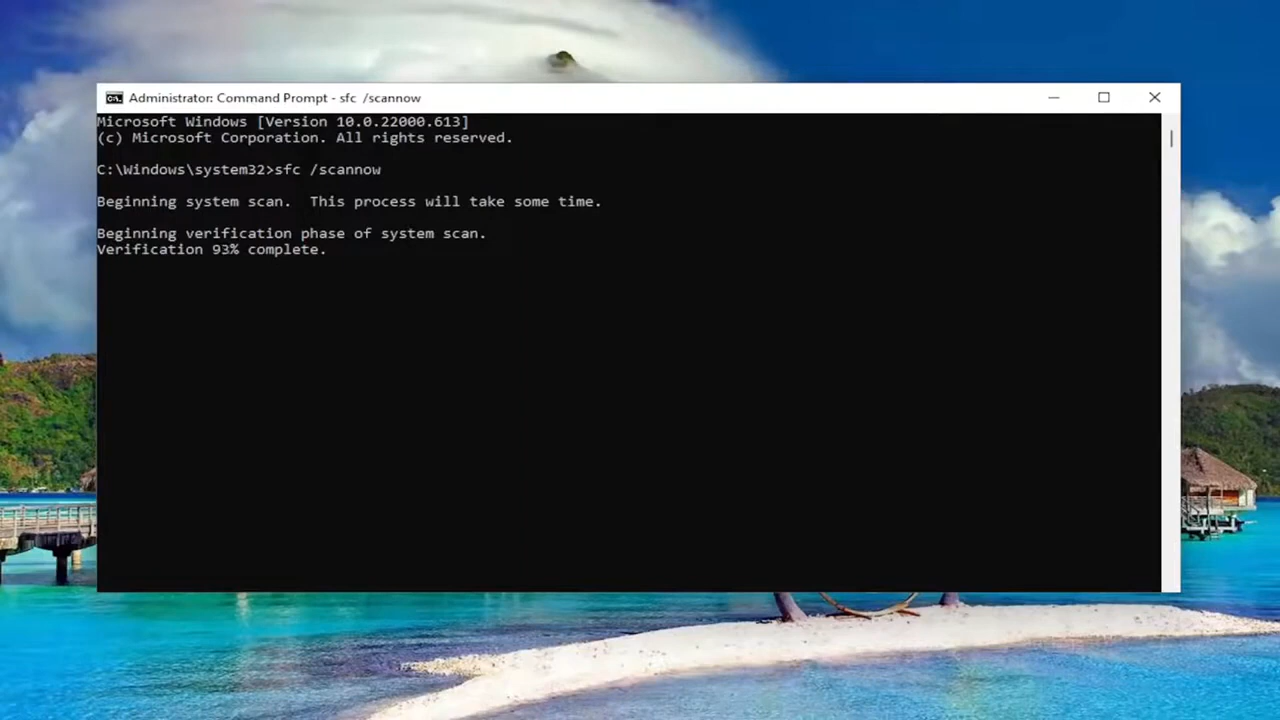 Administrator: Command Prompt - sfc  /scannow
Microsoft Windows [Version 10.0.22000.613]
(c) Microsoft Corporation. All rights reserved.
C:\Windows\system32>sfc /scannow
Beginning system scan.  This process will take some time.
Beginning verification phase of system scan.
Verification 93% complete.